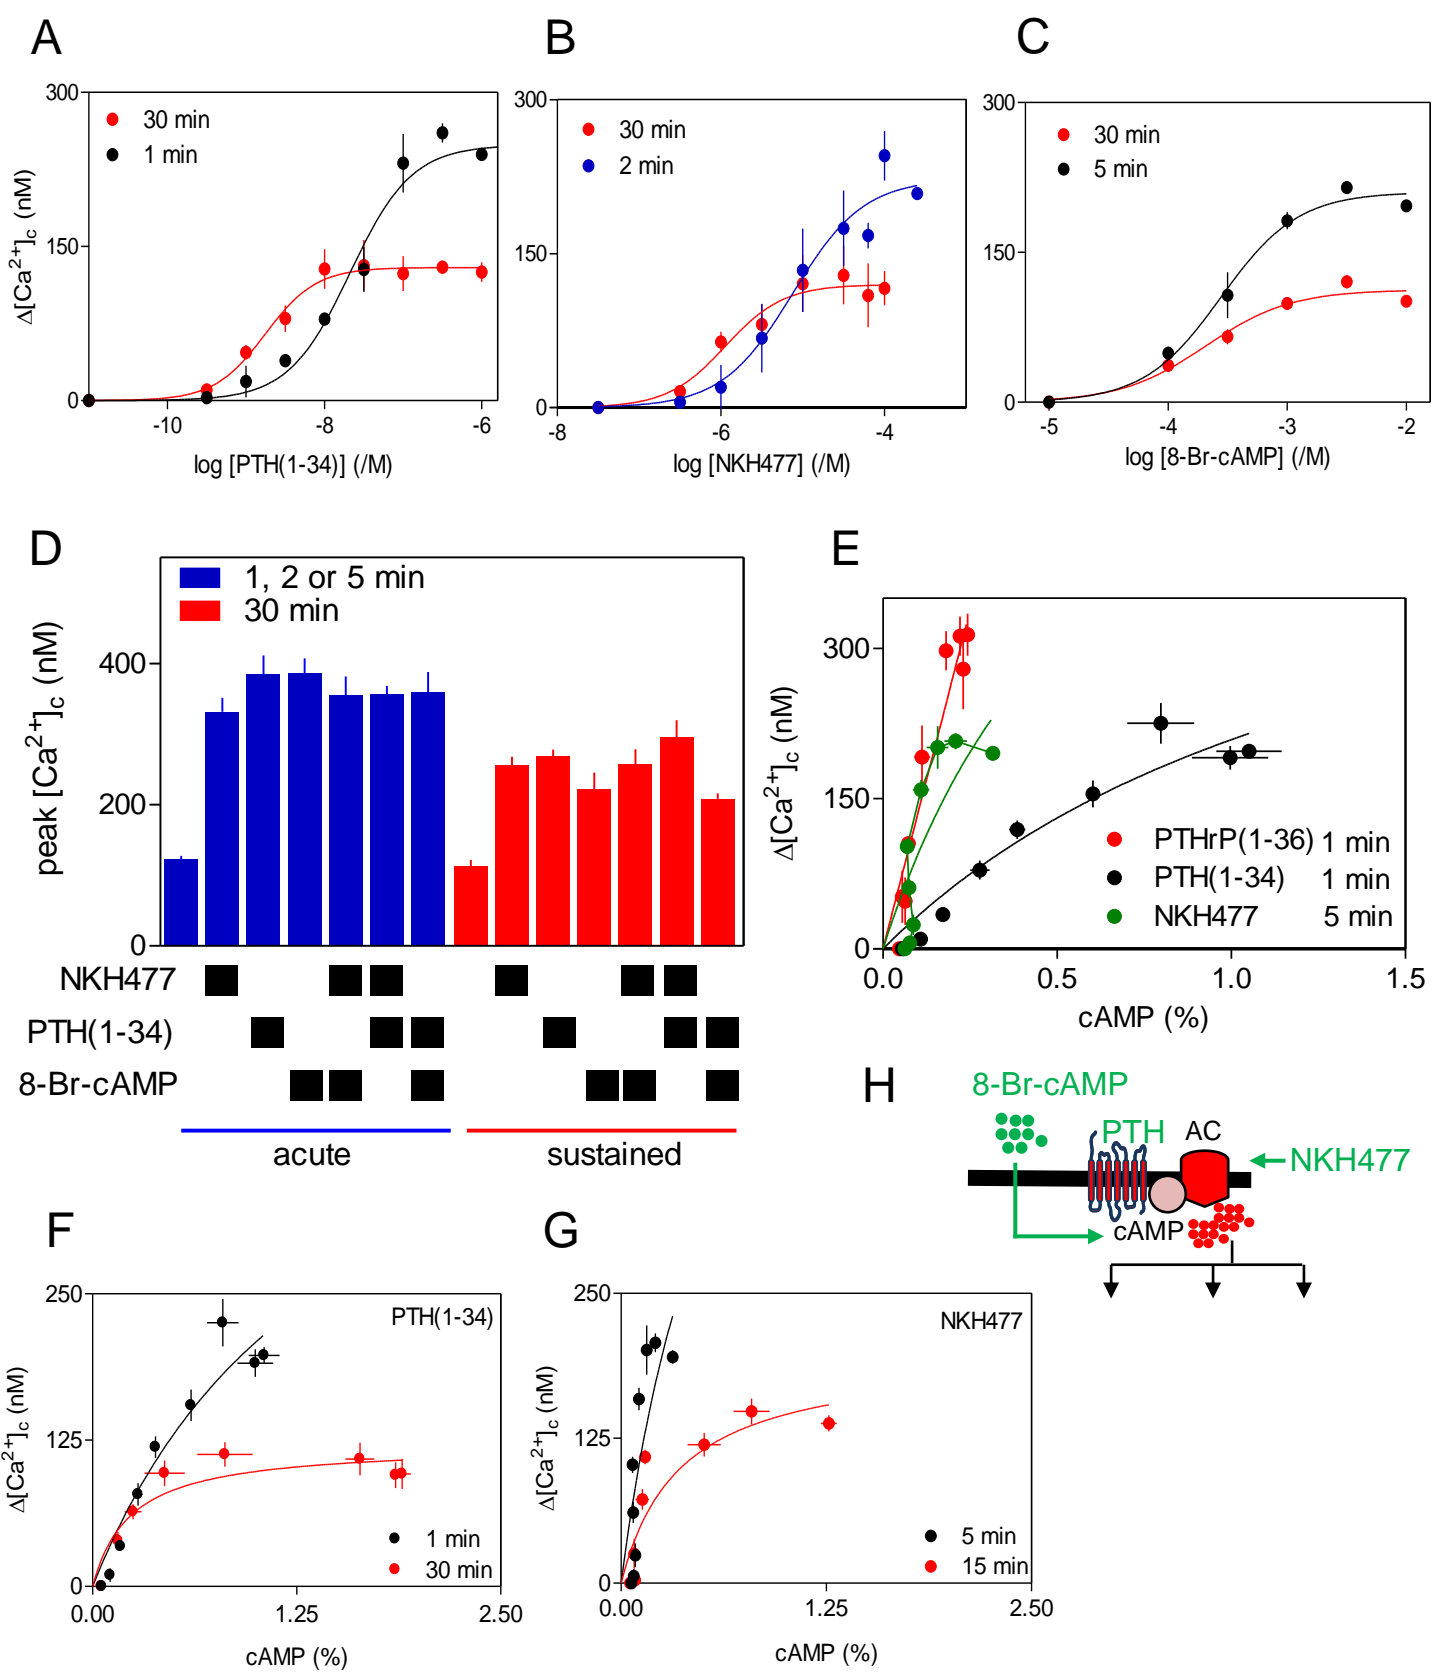 A
300
150
0
30 min
1 min
Δ[Ca2+]c (nM)
-10
-8
-6
log [PTH(1-34)] (/M)
B
300
150
0
30 min
2 min
-8
-6
-4
log [NKH477] (/M)
C
300
150
0
30 min
5 min
-5
-4
-3
-2
log [8-Br-cAMP] (/M)
D
1, 2 or 5 min
30 min
peak [Ca2+]c (nM)
400
200
0
NKH477
PTH(1-34)
8-Br-cAMP
acute
sustained
E
Δ[Ca2+]c (nM)
300
150
0
PTHrP(1-36) 1 min
PTH(1-34) 1 min
NKH477 5 min
0.0
0.5
1.0
1.5
cAMP (%)
H
8-Br-cAMP
PTH
AC
NKH477
cAMP
F
250
125
0
PTH(1-34)
Δ[Ca2+]c (nM)
1 min
30 min
0.00
1.25
2.50
cAMP (%)
G
250
125
0
NKH477
Δ[Ca2+]c (nM)
5 min
15 min
0.00
1.25
2.50
cAMP (%)